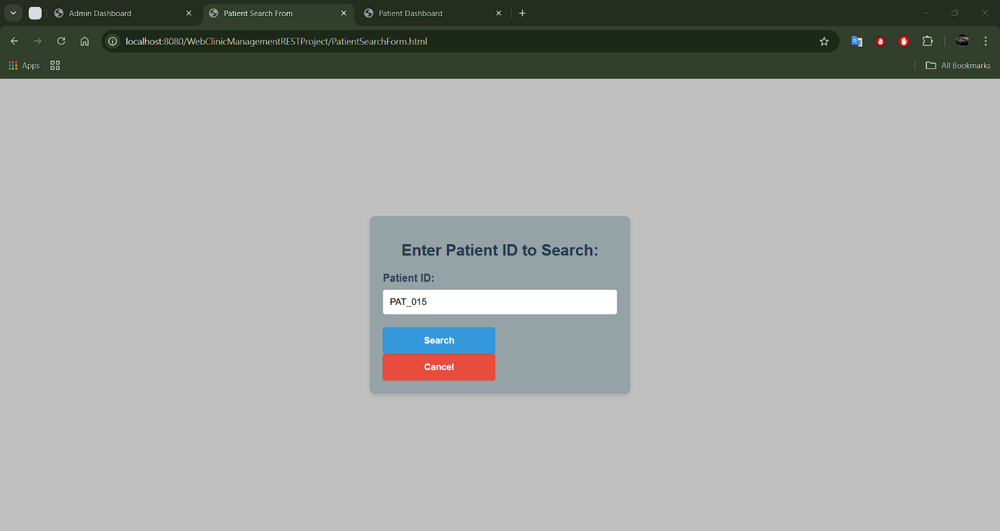 Admin Dashboard
Patient Search From
Patient Dashboard
localhost:8080/WebClinicManagementRESTProject/PatientSearchForm.html
Apps
All Bookmarks
Enter Patient ID to Search:
Patient ID:
PAT_015
Search
Cancel